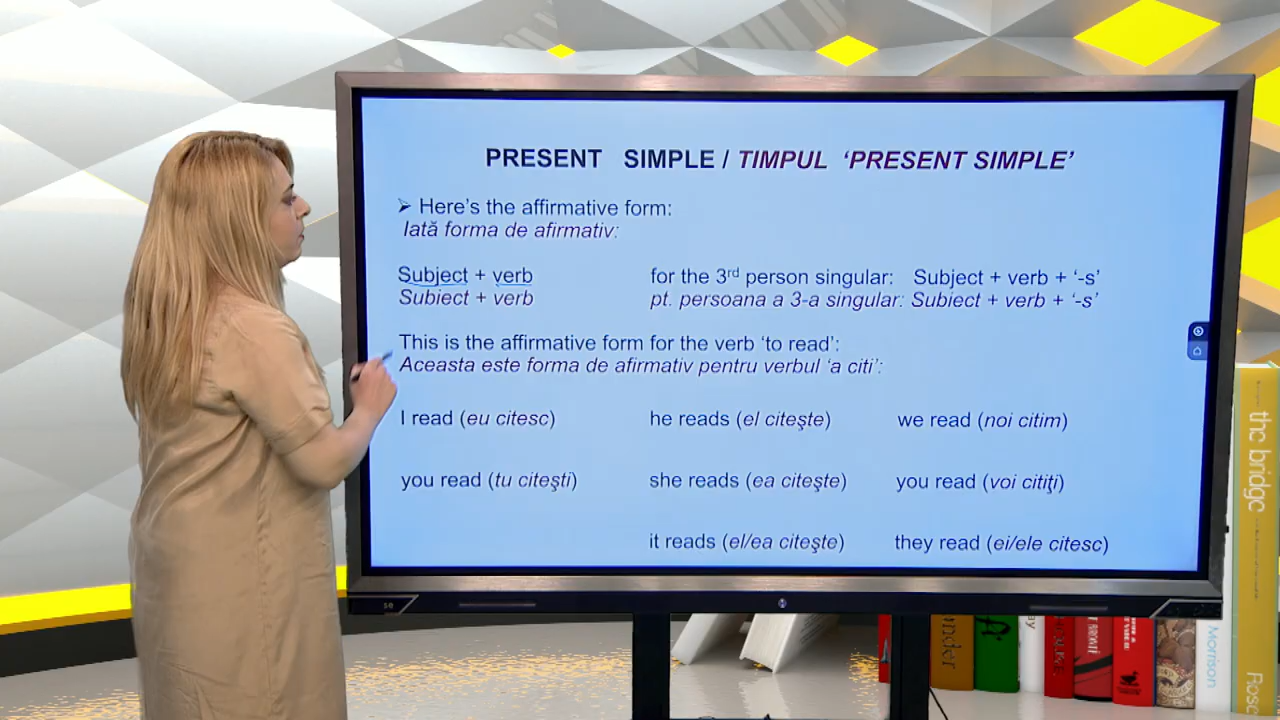 PRESENT SIMPLE / TIMPUL ‘PRESENT SIMPLE’
➢ Here’s the affirmative form:
Iată forma de afirmativ:
Subject + verb for the 3rd person singular: Subject + verb + ‘-s’
Subiect + verb pt. persoana a 3-a singular: Subiect + verb + ‘-s’
This is the affirmative form for the verb ‘to read’:
Aceasta este forma de afirmativ pentru verbul ‘a citi’:
I read (eu citesc) he reads (el citeşte) we read (noi citim)
you read (tu citeşti) she reads (ea citeşte) you read (voi citiţi)
it reads (el/ea citeşte) they read (ei/ele citesc)
the bridge
Morrison